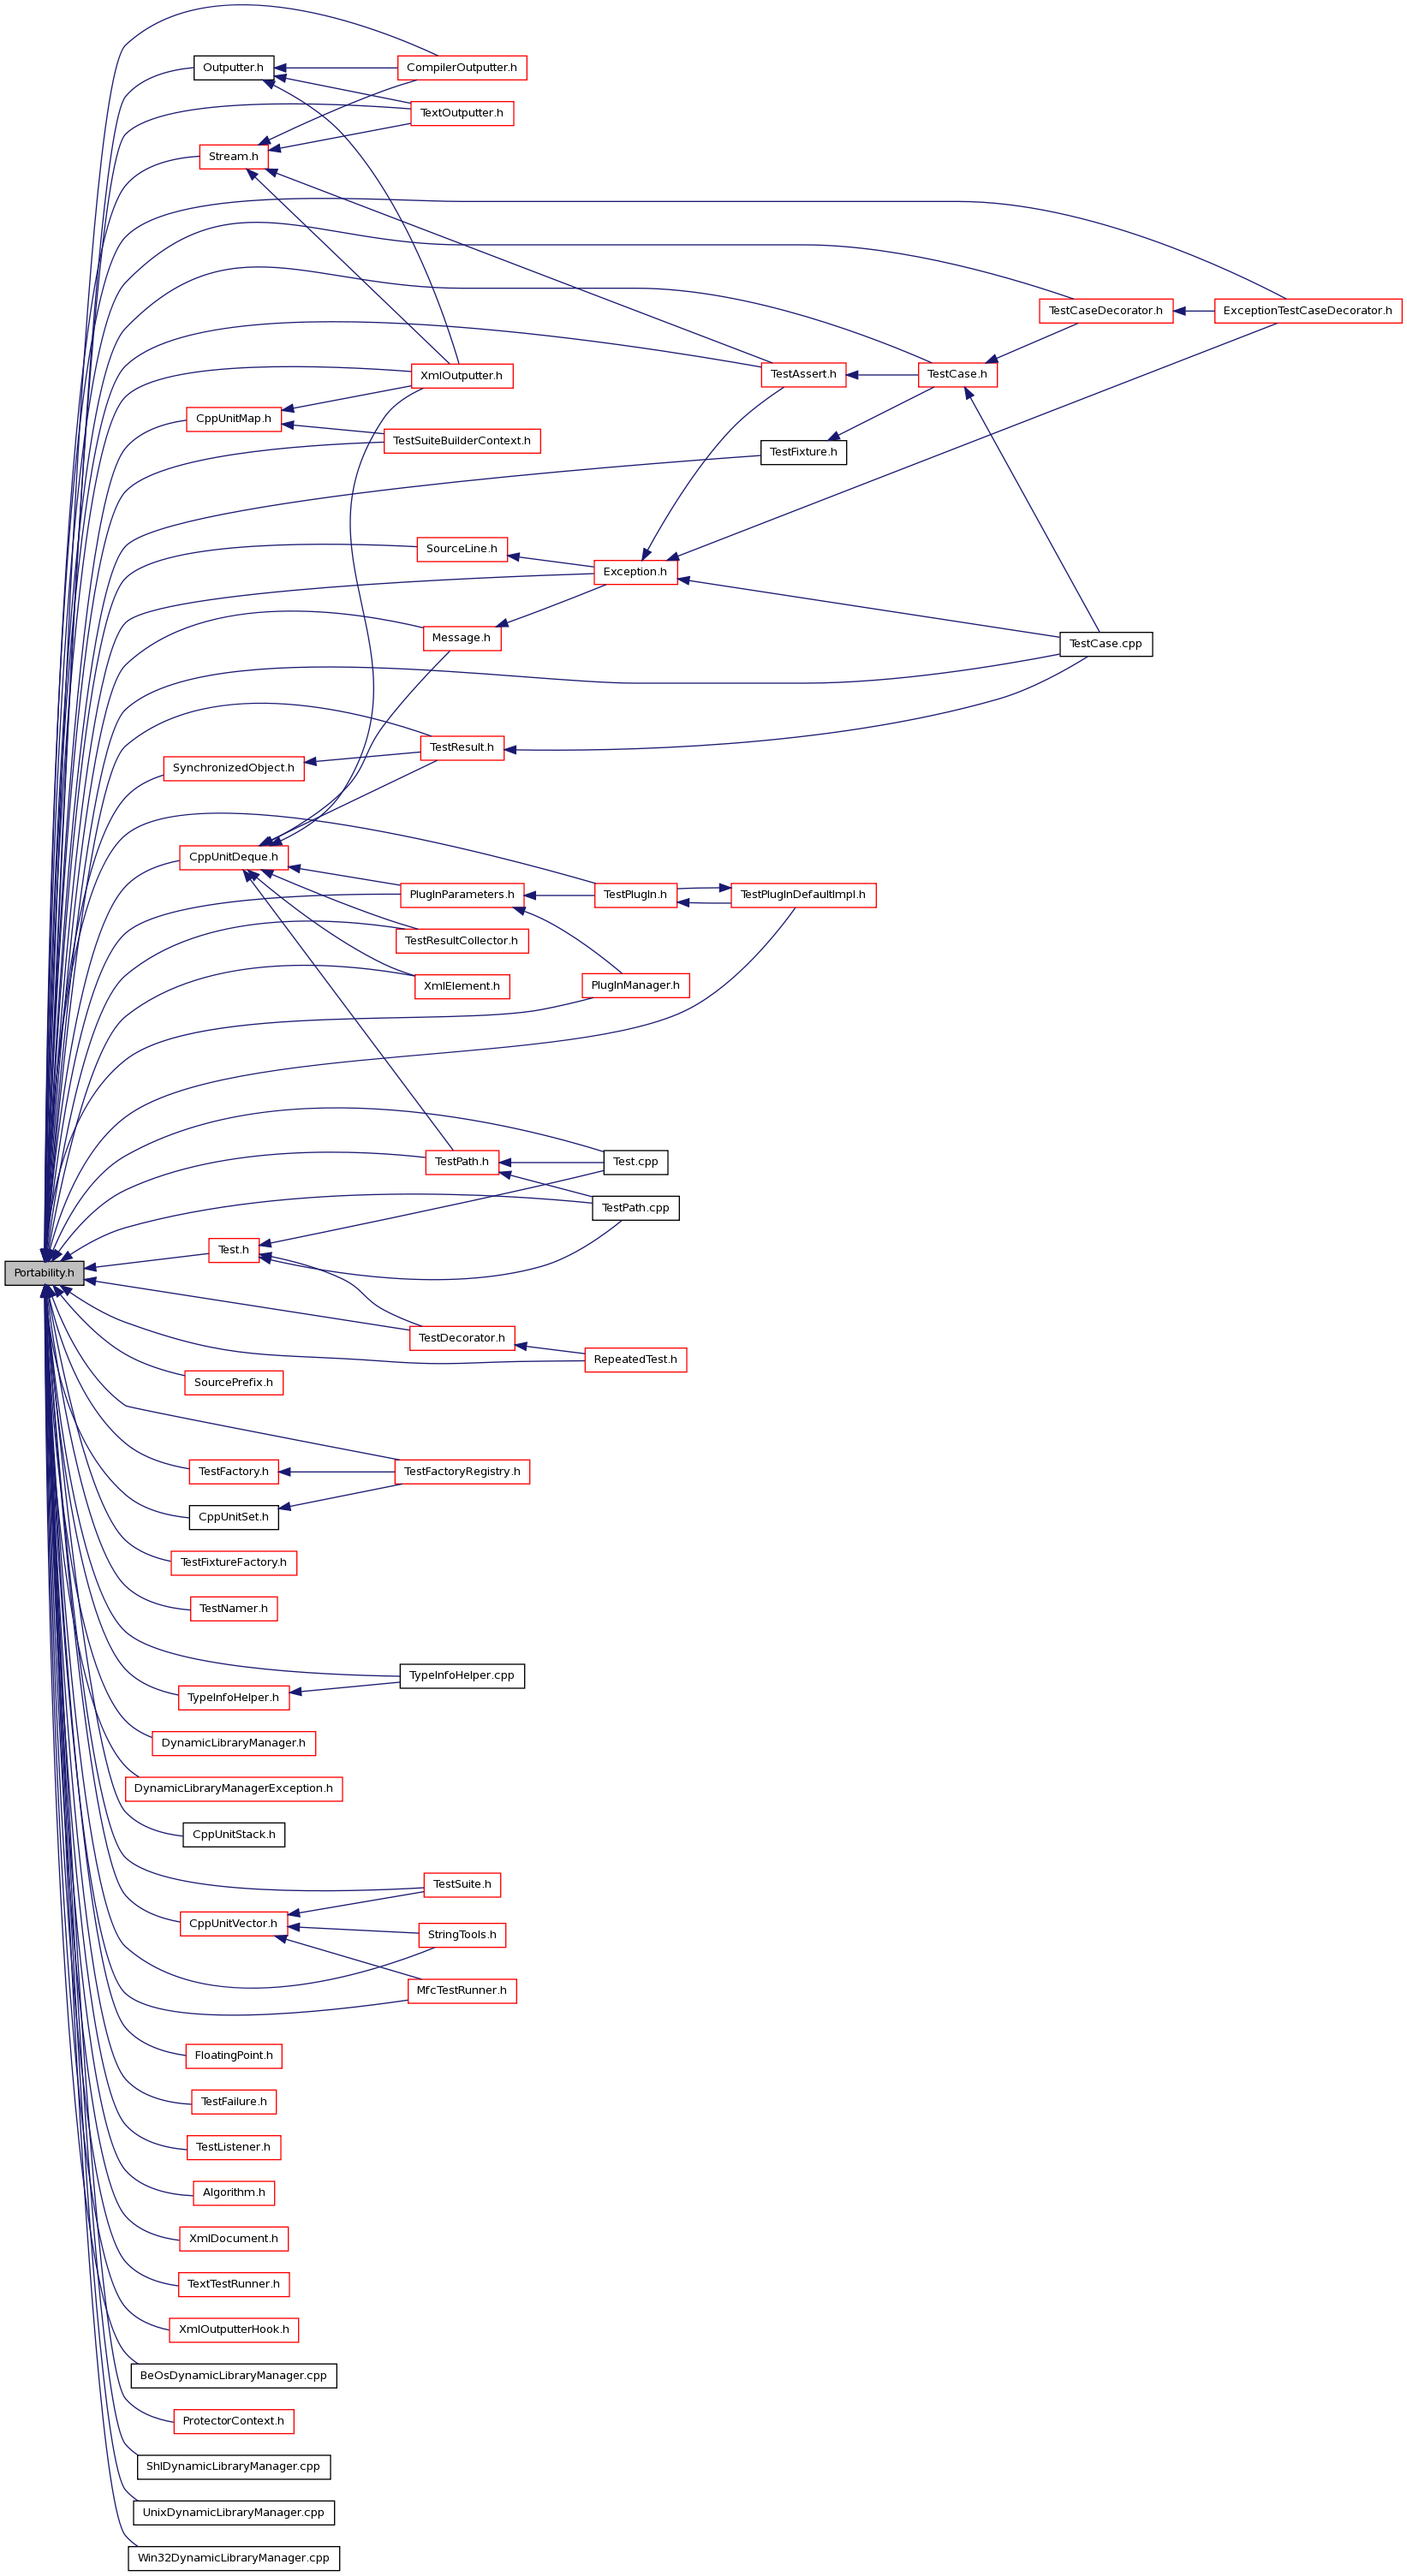 Outputter.h
CompilerOutputter.h
TextOutputter.h
Stream.h
TestCaseDecorator.h
ExceptionTestCaseDecorator.h
XmlOutputter.h
TestAssert.h
TestCase.h
CppUnitMap.h
TestSuiteBuilderContext.h
TestFixture.h
SourceLine.h
Exception.h
Message.h
TestCase.cpp
TestResult.h
SynchronizedObject.h
CppUnitDeque.h
PlugInParameters.h
TestPlugIn.h
TestPlugInDefaultImpl.h
TestResultCollector.h
XmlElement.h
PlugInManager.h
TestPath.h
Test.cpp
TestPath.cpp
Test.h
Portability.h
TestDecorator.h
RepeatedTest.h
SourcePrefix.h
TestFactory.h
TestFactoryRegistry.h
CppUnitSet.h
TestFixtureFactory.h
TestNamer.h
TypeInfoHelper.cpp
TypeInfoHelper.h
DynamicLibraryManager.h
DynamicLibraryManagerException.h
CppUnitStack.h
TestSuite.h
CppUnitVector.h
StringTools.h
MfcTestRunner.h
FloatingPoint.h
TestFailure.h
TestListener.h
Algorithm.h
XmlDocument.h
TextTestRunner.h
XmlOutputterHook.h
BeOsDynamicLibraryManager.cpp
ProtectorContext.h
ShlDynamicLibraryManager.cpp
UnixDynamicLibraryManager.cpp
Win32DynamicLibraryManager.cpp